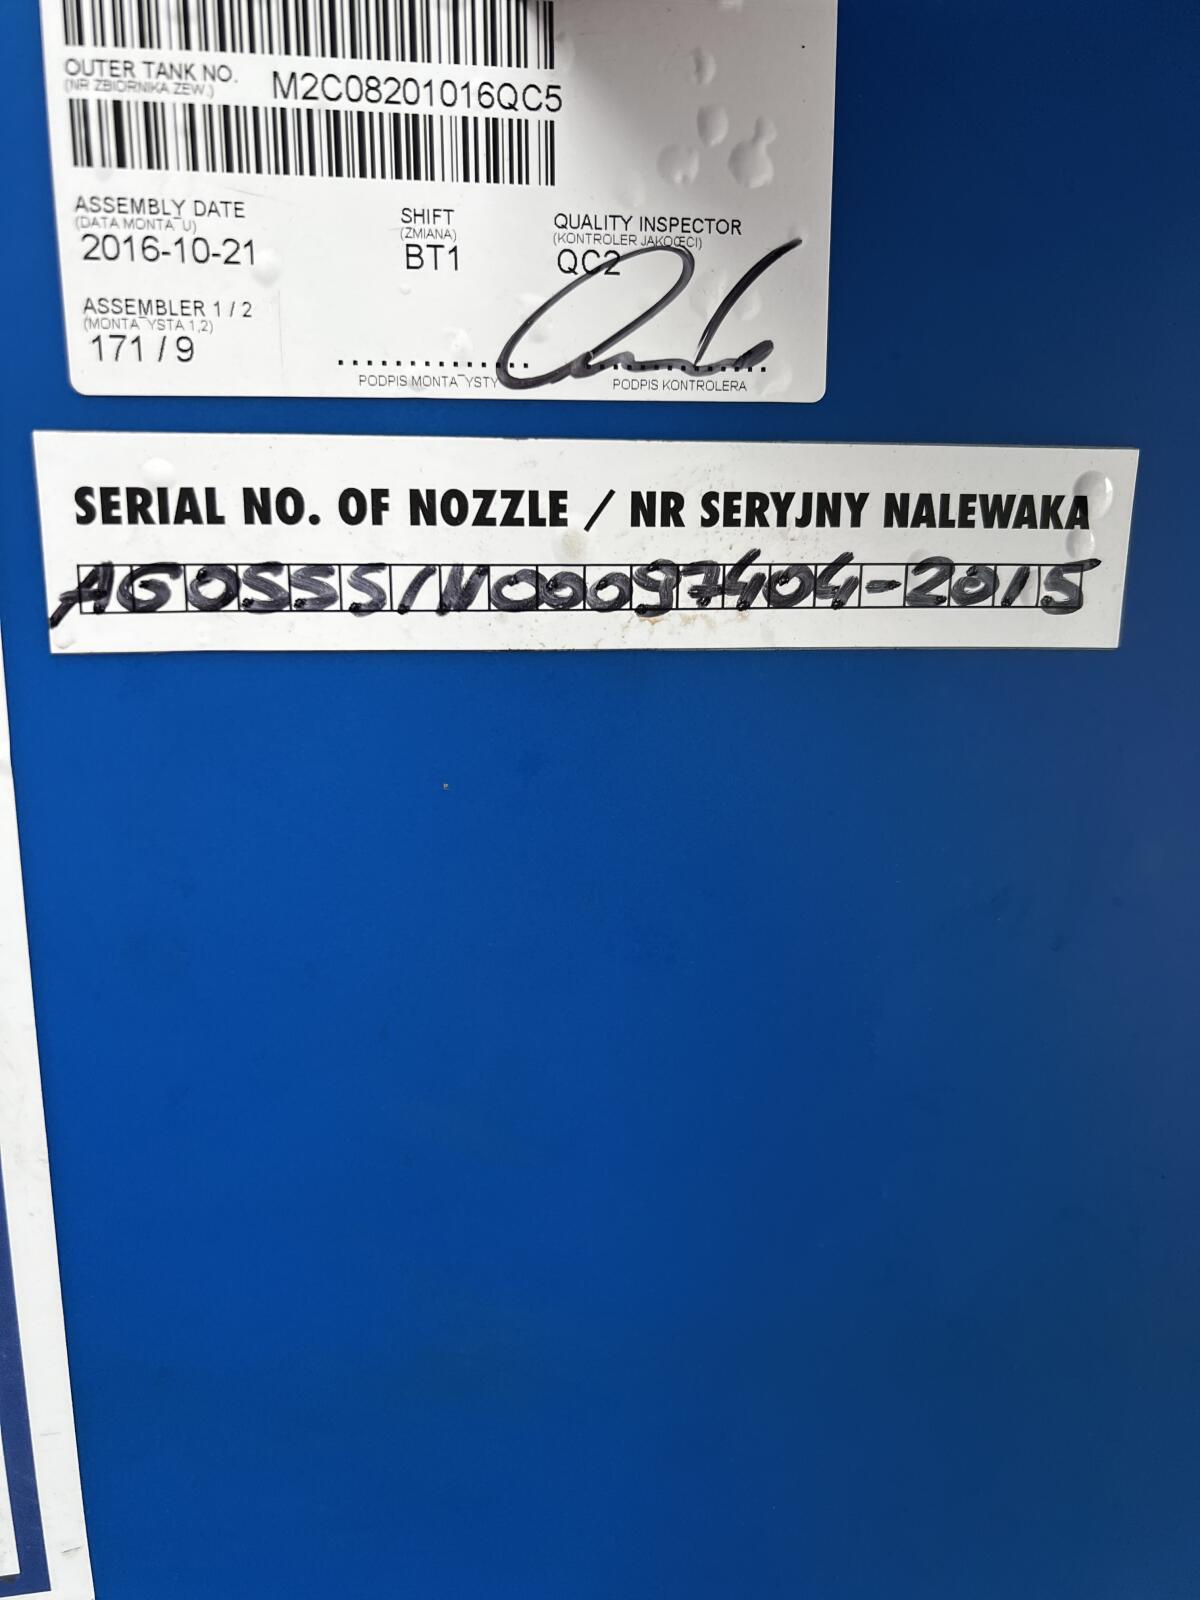 OUTER TANK NO. M2C08201016QC5
(NR ZBIORNIKA ZEW.)
ASSEMBLY DATE SHIFT QUALITY INSPECTOR
(DATA MONTA¯U) (ZMIANA) (KONTROLER JAKOŒCI)
2016-10-21 BT1 QC2
ASSEMBLER 1 / 2
(MONTA¯YSTA 1,2)
171 / 9
PODPIS MONTA¯YSTY PODPIS KONTROLERA
SERIAL NO. OF NOZZLE / NR SERYJNY NALEWAKA
AG0SSS/N00097404-2015